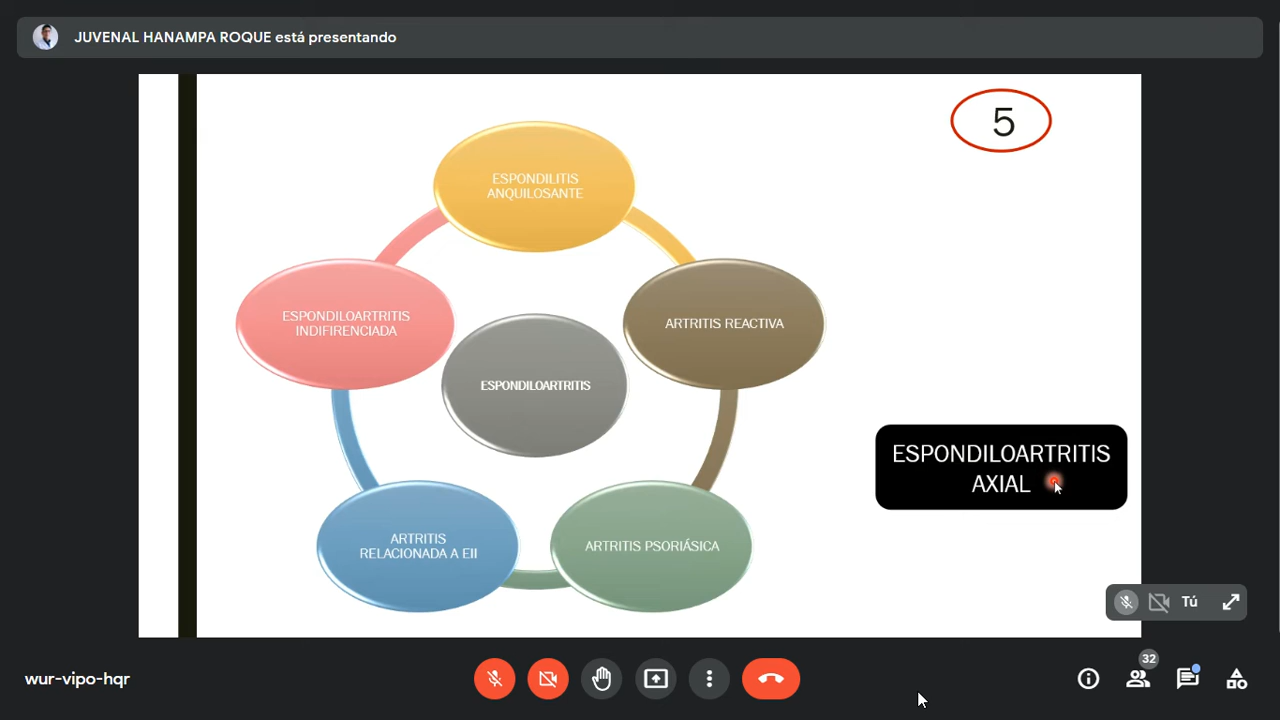 JUVENAL HANAMPA ROQUE está presentando
5
ESPONDILITIS
ANQUILOSANTE
ESPONDILOARTRITIS
INDIFIRENCIADA
ARTRITIS REACTIVA
ESPONDILOARTRITIS
ESPONDILOARTRITIS
AXIAL
ARTRITIS
RELACIONADA A EII
ARTRITIS PSORIÁSICA
Tú
wur-vipo-hqr
32